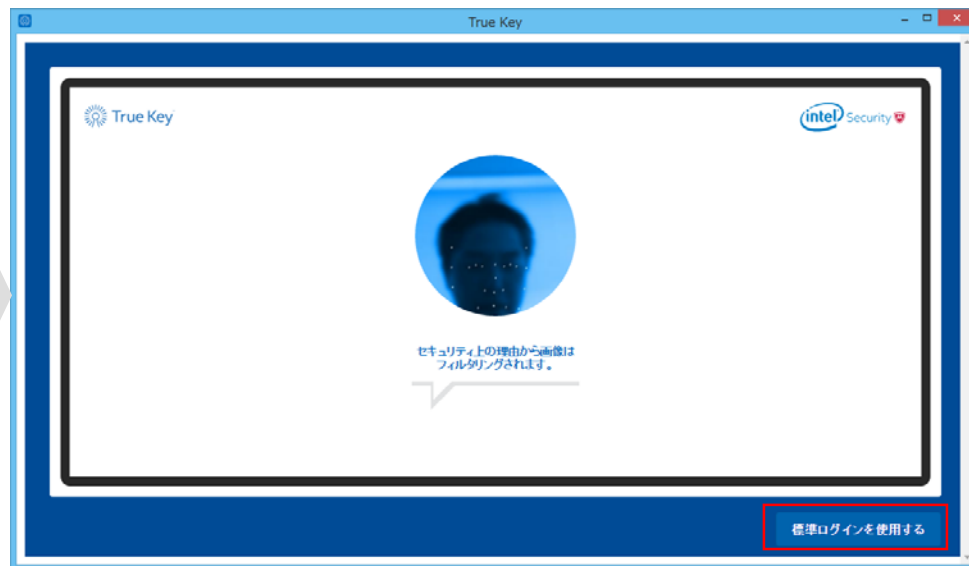 True Key
True Key
intel Security
セキュリティ上の理由から画像は
フィルタリングされます。
標準ログインを使用する